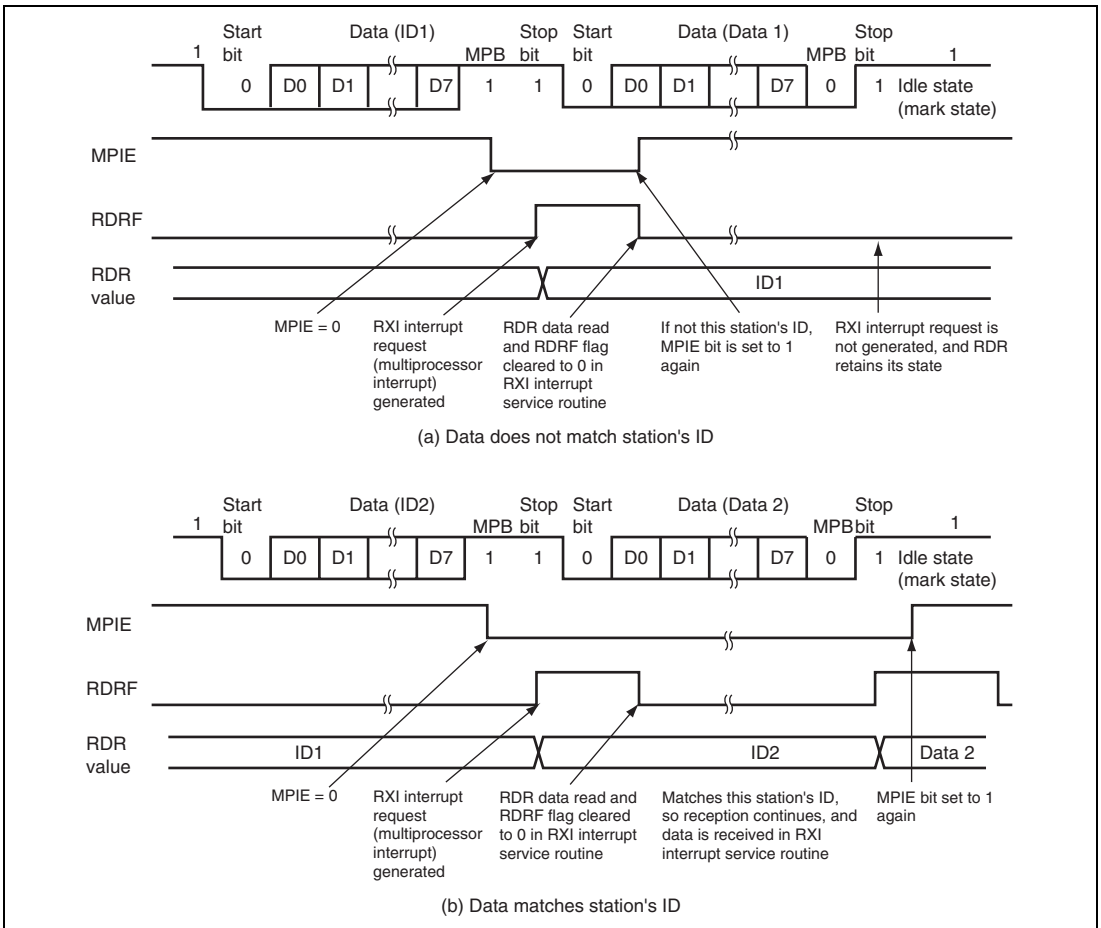 Start Data (ID1) Stop Start Data (Data 1) Stop
1 bit MPB bit bit MPB bit 1
0 D0 D1 D7 1 1 0 D0 D1 D7 0 1 Idle state
(mark state)
MPIE
RDRF
RDR
value
ID1
MPIE = 0
RXI interrupt
request
(multiprocessor
interrupt)
generated
RDR data read
and RDRF flag
cleared to 0 in
RXI interrupt
service routine
If not this station's ID,
MPIE bit is set to 1
again
RXI interrupt request is
not generated, and RDR
retains its state
(a) Data does not match station's ID
Start Data (ID2) Stop Start Data (Data 2) Stop
1 bit MPB bit bit MPB bit 1
0 D0 D1 D7 1 1 0 D0 D1 D7 0 1 Idle state
(mark state)
MPIE
RDRF
RDR
value
ID1 ID2 Data 2
MPIE = 0
RXI interrupt
request
(multiprocessor
interrupt)
generated
RDR data read and
RDRF flag cleared
to 0 in RXI interrupt
service routine
Matches this station's ID,
so reception continues, and
data is received in RXI
interrupt service routine
MPIE bit set to 1
again
(b) Data matches station's ID